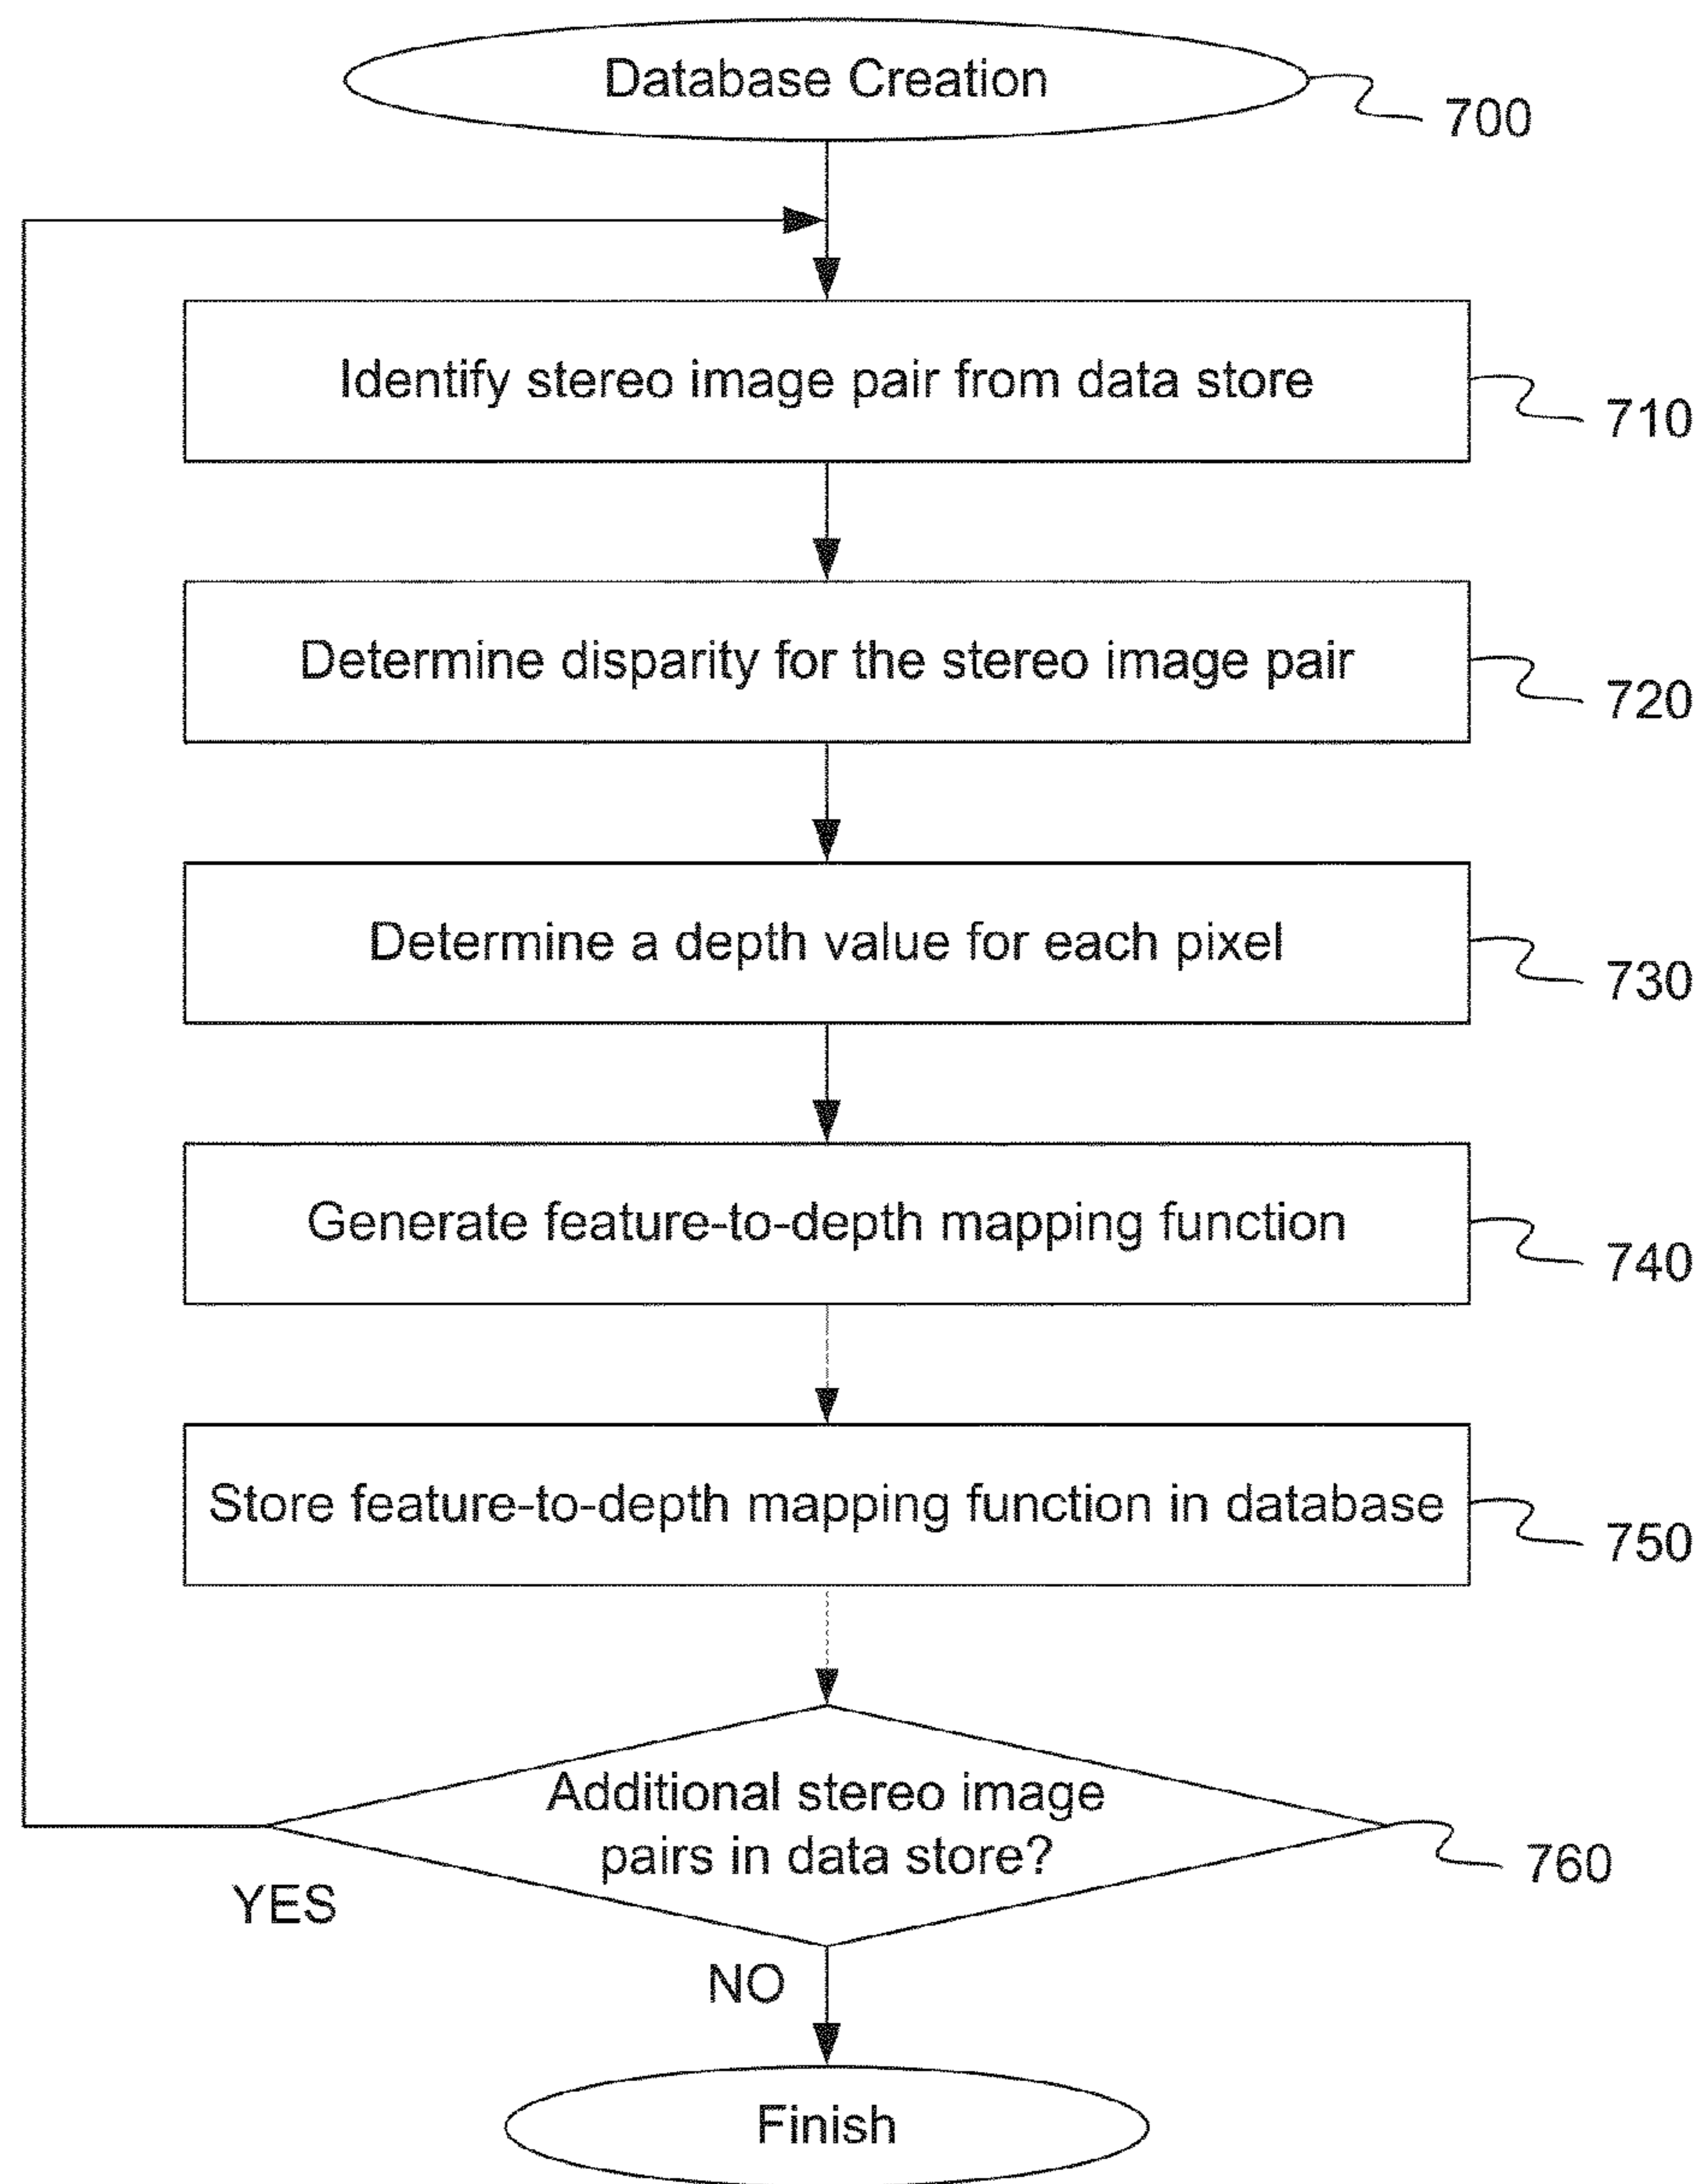 Database Creation
700
Identify stereo image pair from data store
710
Determine disparity for the stereo image pair
720
Determine a depth value for each pixel
730
Generate feature-to-depth mapping function
740
Store feature-to-depth mapping function in database
750
Additional stereo image
pairs in data store?
760
YES
NO
Finish